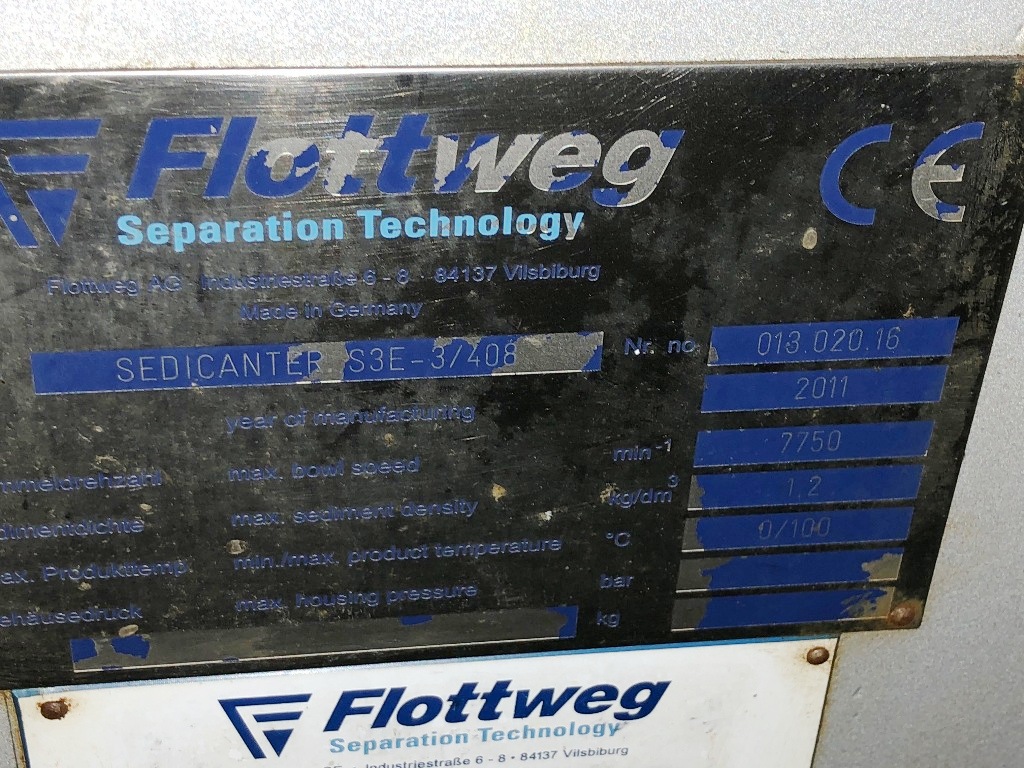 Flottweg CE
Separation Technology
Flottweg AG · Industriestraße 6 - 8 · 84137 Vilsbiburg
Made in Germany
SEDICANTER S3E-3/408 Nr. no. 013.020.16
year of manufacturing 2011
max. bowl speed min⁻¹ 7750
max. sediment density kg/dm³ 1,2
min./max. product temperature °C 0/100
max. housing pressure bar
kg
Flottweg
Separation Technology
Industriestraße 6 - 8 • 84137 Vilsbiburg